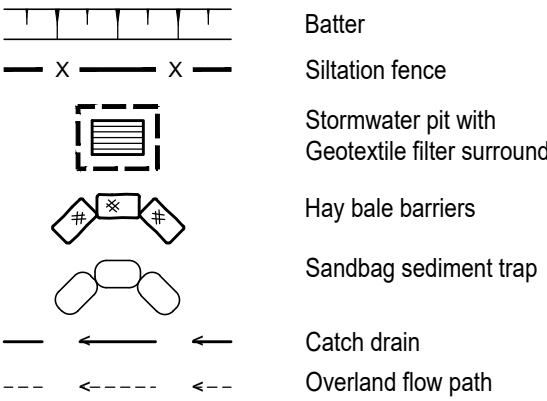 Batter
X X Siltation fence
Stormwater pit with
Geotextile filter surround
Hay bale barriers
Sandbag sediment trap
Catch drain
Overland flow path